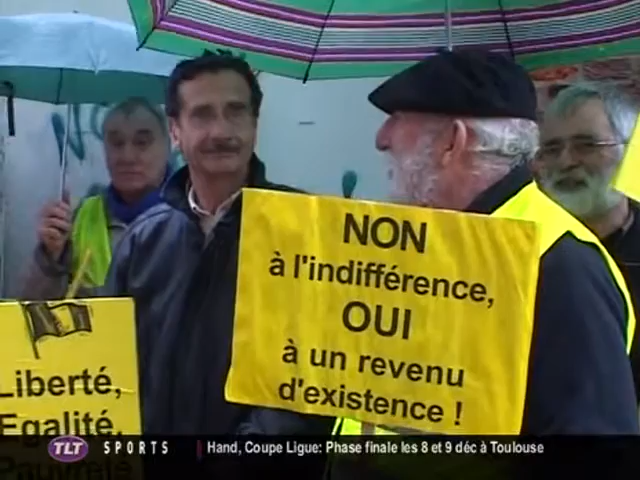 NON
à l'indifférence,
OUI
à un revenu
d'existence !
Liberté,
Egalité,
Pauvreté
TLT SPORTS Hand, Coupe Ligue: Phase finale les 8 et 9 déc à Toulouse